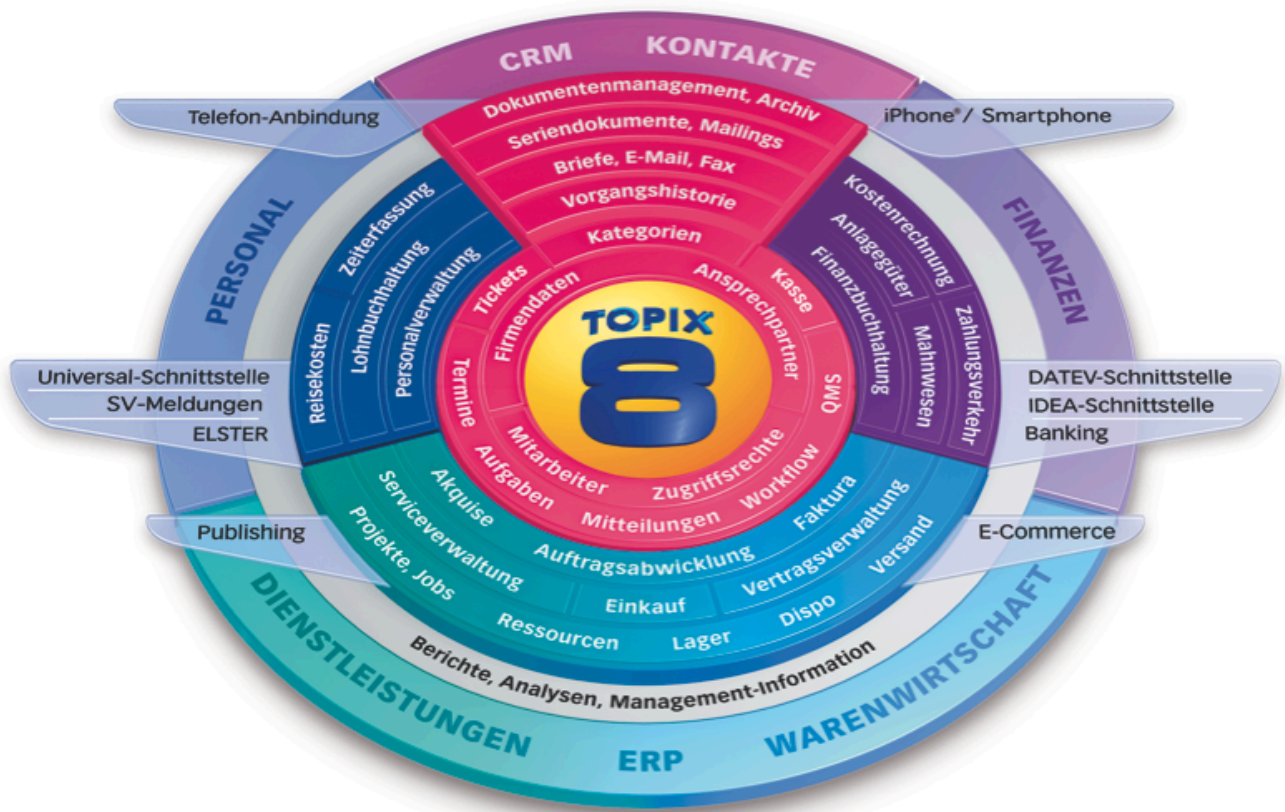 CRM KONTAKTE
Dokumentenmanagement, Archiv
Seriendokumente, Mailings
Briefe, E-Mail, Fax
Vorgangshistorie
Kategorien
Telefon-Anbindung
iPhone®/ Smartphone
PERSONAL
Zeiterfassung
Reisekosten
Lohnbuchhaltung
Personalverwaltung
FINANZEN
Kostenrechnung
Zahlungsverkehr
Anlagegüter
Mahnwesen
Finanzbuchhaltung
Tickets
Kasse
Termine
QMS
Aufgaben
Mitteilungen
Workflow
Firmendaten
Ansprechpartner
Mitarbeiter
Zugriffsrechte
TOPIX
8
Universal-Schnittstelle
SV-Meldungen
ELSTER
DATEV-Schnittstelle
IDEA-Schnittstelle
Banking
Publishing
E-Commerce
Akquise
Auftragsabwicklung
Faktura
Serviceverwaltung
Einkauf
Vertragsverwaltung
Projekte, Jobs
Ressourcen
Lager
Dispo
Versand
Berichte, Analysen, Management-Information
DIENSTLEISTUNGEN
ERP
WARENWIRTSCHAFT